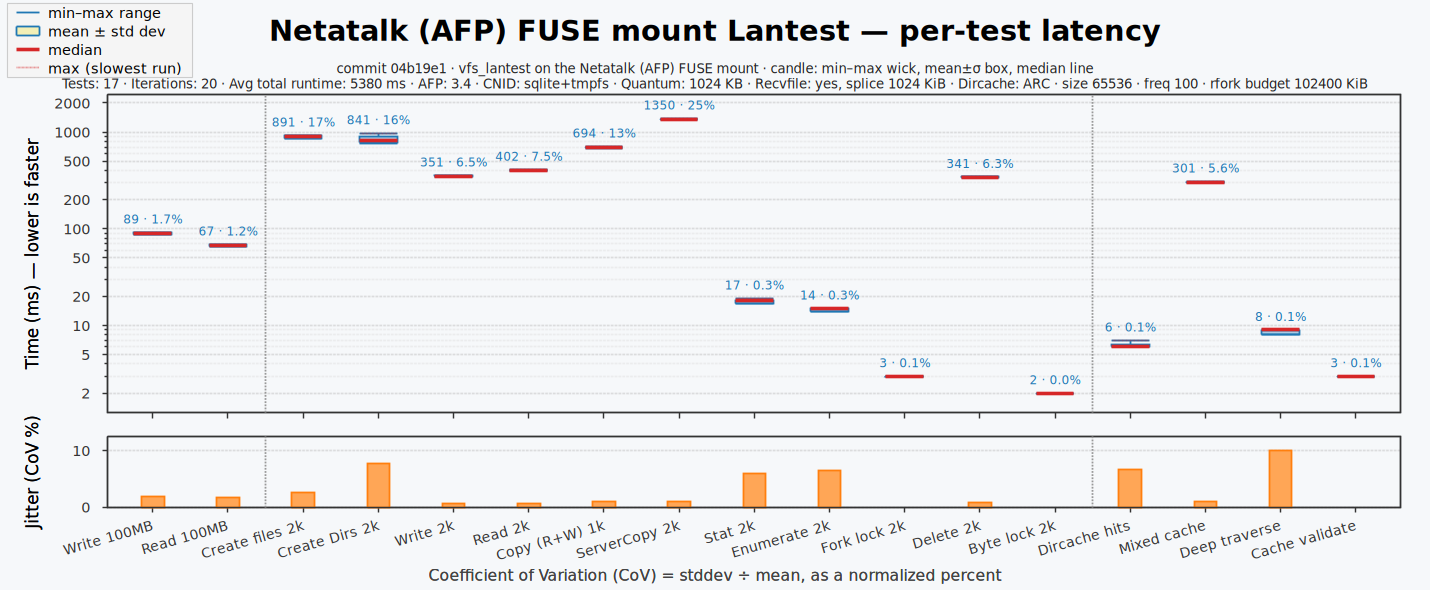 min–max range
mean ± std dev
median
max (slowest run)
Netatalk (AFP) FUSE mount Lantest — per-test latency
commit 04b19e1 · vfs_lantest on the Netatalk (AFP) FUSE mount · candle: min–max wick, mean±σ box, median line
Tests: 17 · Iterations: 20 · Avg total runtime: 5380 ms · AFP: 3.4 · CNID: sqlite+tmpfs · Quantum: 1024 KB · Recvfile: yes, splice 1024 KiB · Dircache: ARC · size 65536 · freq 100 · rfork budget 102400 KiB
Time (ms) — lower is faster
2000
1000
500
200
100
50
20
10
5
2
89 · 1.7%
67 · 1.2%
891 · 17%
841 · 16%
351 · 6.5%
402 · 7.5%
694 · 13%
1350 · 25%
17 · 0.3%
14 · 0.3%
3 · 0.1%
341 · 6.3%
2 · 0.0%
6 · 0.1%
301 · 5.6%
8 · 0.1%
3 · 0.1%
Jitter (CoV %)
10
0
Write 100MB
Read 100MB
Create files 2k
Create Dirs 2k
Write 2k
Read 2k
Copy (R+W) 1k
ServerCopy 2k
Stat 2k
Enumerate 2k
Fork lock 2k
Delete 2k
Byte lock 2k
Dircache hits
Mixed cache
Deep traverse
Cache validate
Coefficient of Variation (CoV) = stddev ÷ mean, as a normalized percent